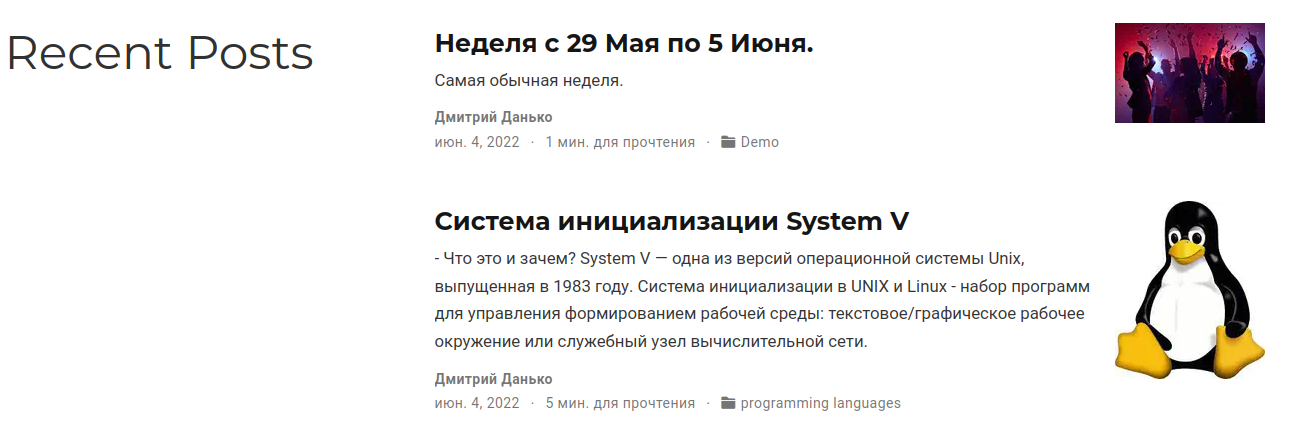 Recent Posts
Неделя с 29 Мая по 5 Июня.
Самая обычная неделя.
Дмитрий Данько
июн. 4, 2022 · 1 мин. для прочтения · Demo
Система инициализации System V
- Что это и зачем? System V — одна из версий операционной системы Unix,
выпущенная в 1983 году. Система инициализации в UNIX и Linux - набор программ
для управления формированием рабочей среды: текстовое/графическое рабочее
окружение или служебный узел вычислительной сети.
Дмитрий Данько
июн. 4, 2022 · 5 мин. для прочтения · programming languages